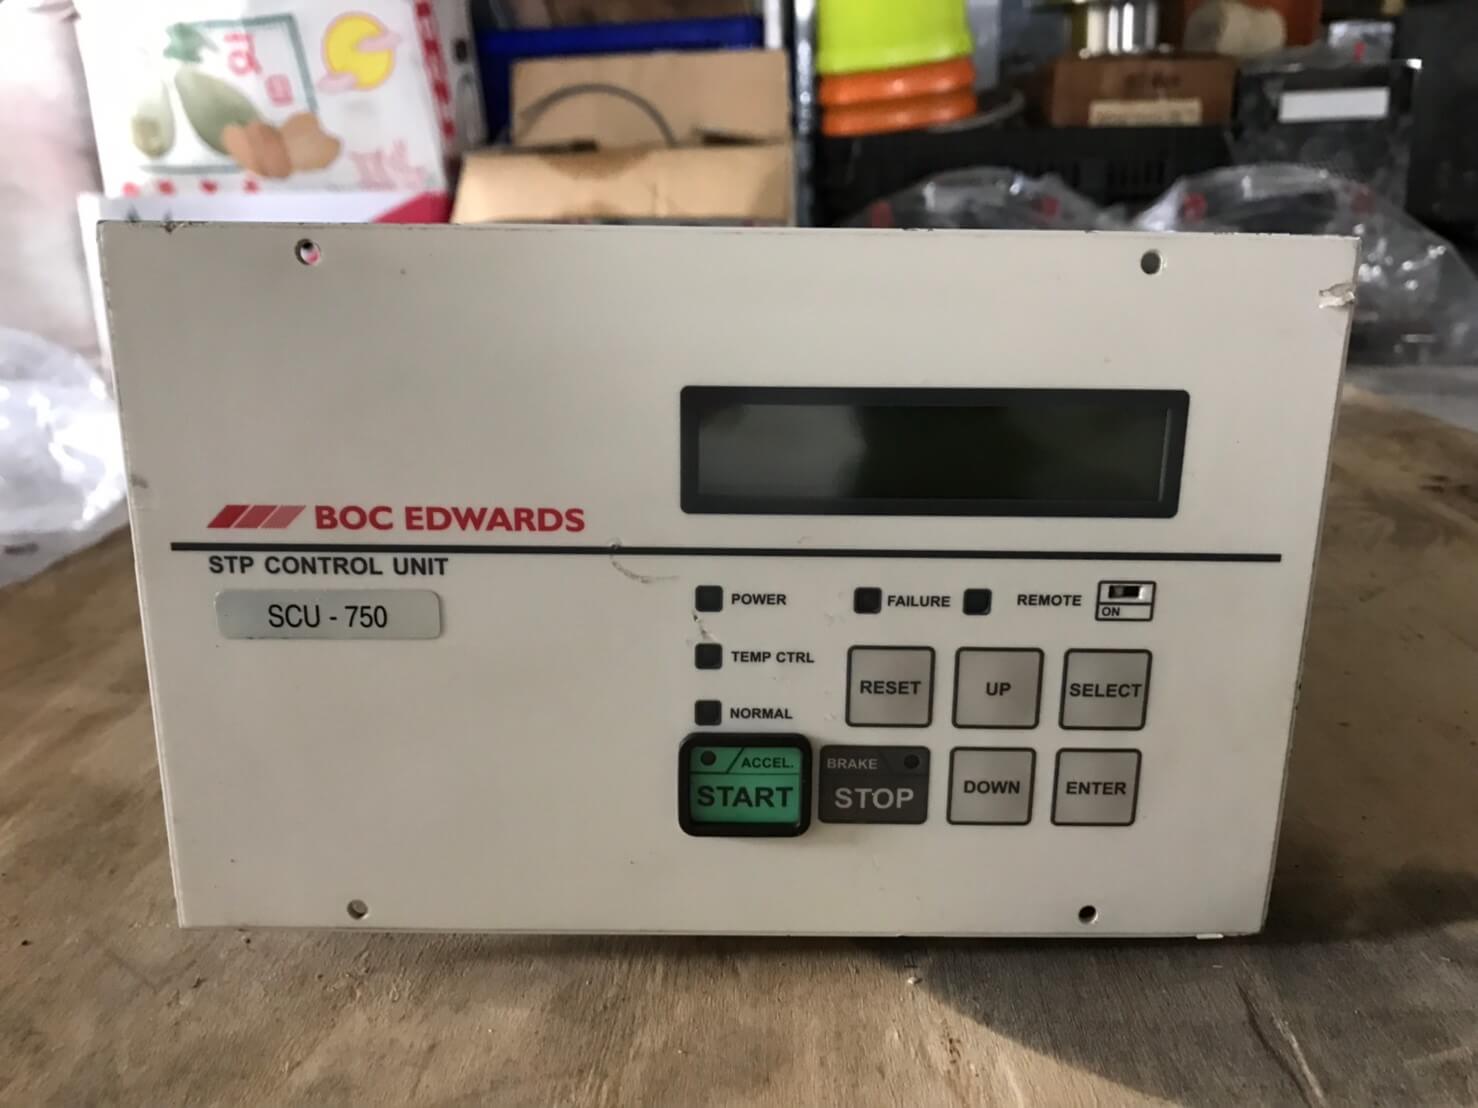 BOC EDWARDS
STP CONTROL UNIT
SCU - 750
POWER
FAILURE
REMOTE
ON
TEMP CTRL
NORMAL
RESET
UP
SELECT
ACCEL.
START
BRAKE
STOP
DOWN
ENTER